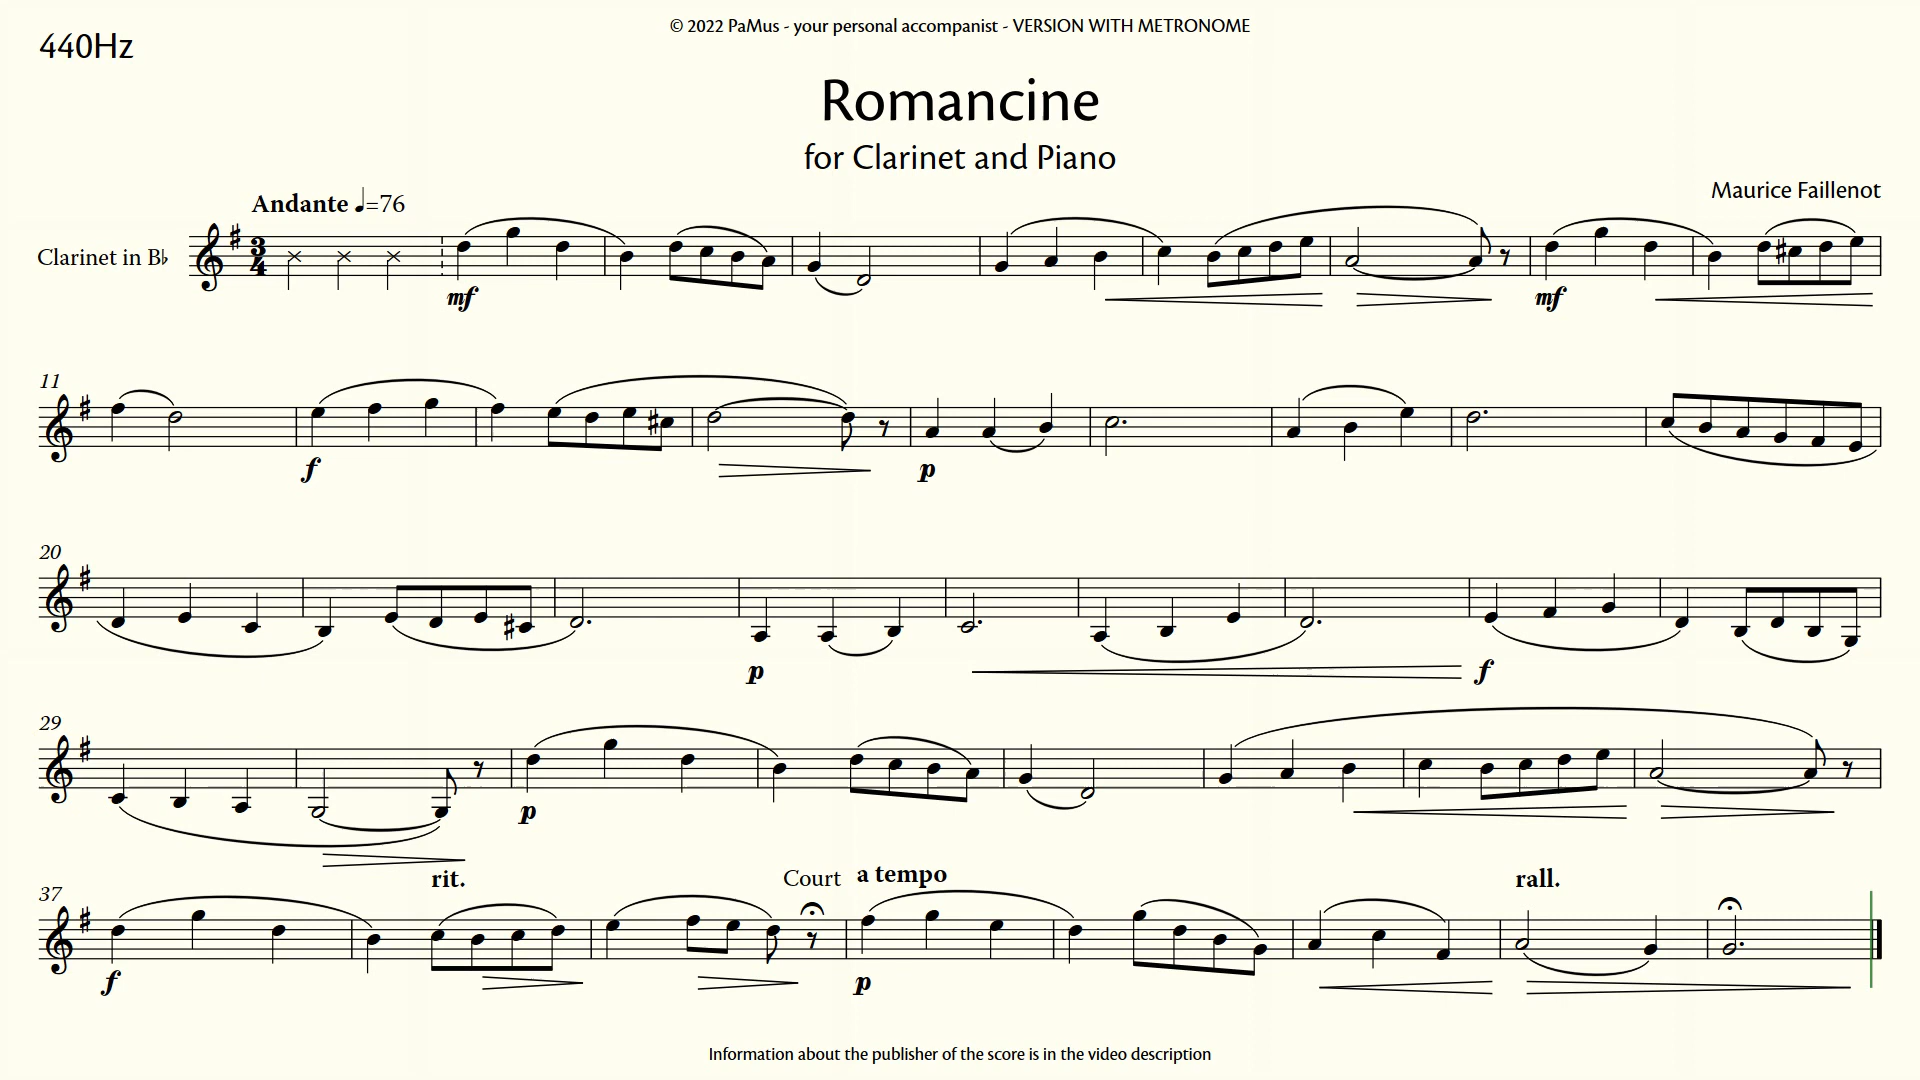 © 2022 PaMus - your personal accompanist - VERSION WITH METRONOME
440Hz
Romancine
for Clarinet and Piano
Maurice Faillenot
Andante ♩=76
Clarinet in B♭
3
4
mf
mf
11
f
p
20
p
f
29
p
rit.
Court
a tempo
rall.
37
f
p
Information about the publisher of the score is in the video description